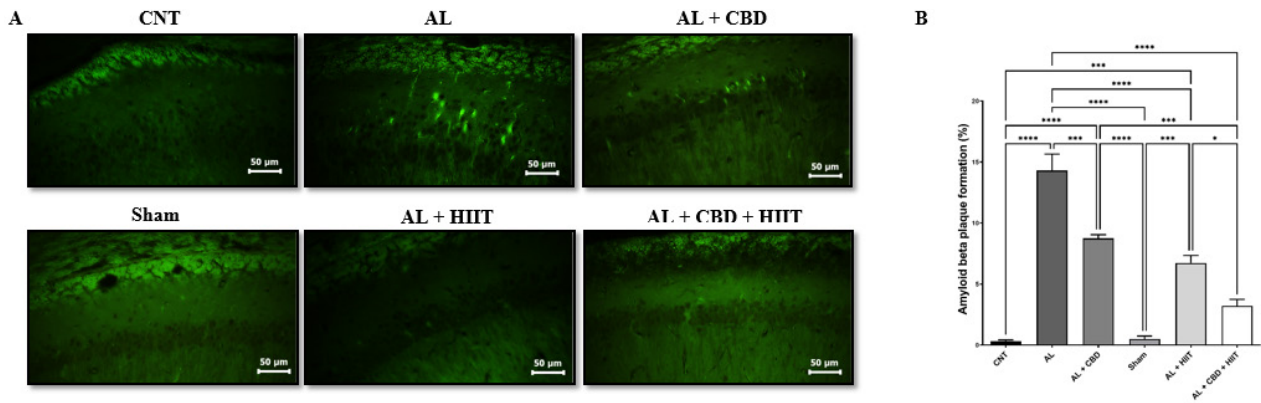 A
CNT
AL
AL + CBD
50 μm
50 μm
50 μm
Sham
AL + HIIT
AL + CBD + HIIT
50 μm
50 μm
50 μm
B
****
***
****
****
**** ***
**** *** **** *** *
Amyloid beta plaque formation (%)
20
15
10
5
0
CNT
AL
AL + CBD
Sham
AL + HIIT
AL + CBD + HIIT